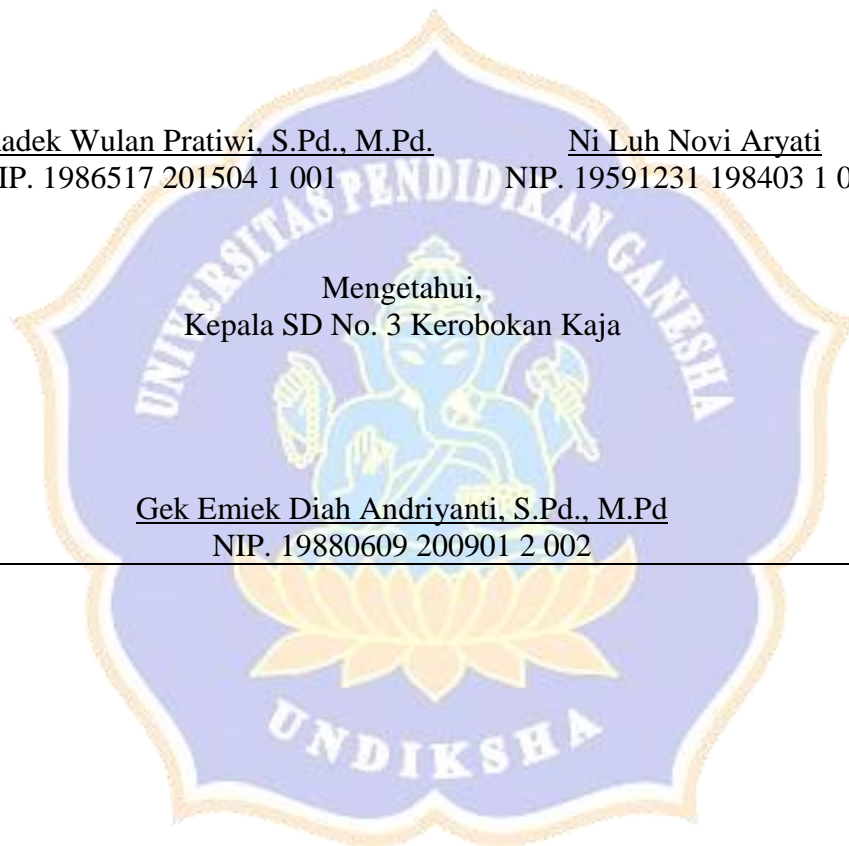 adek Wulan Pratiwi, S.Pd., M.Pd. Ni Luh Novi Aryati
IP. 1986517 201504 1 001 NIP. 19591231 198403 1 0
UNIVERSITAS PENDIDIKAN GANESHA
Mengetahui,
Kepala SD No. 3 Kerobokan Kaja
Gek Emiek Diah Andriyanti, S.Pd., M.Pd
NIP. 19880609 200901 2 002
UNDIKSHA